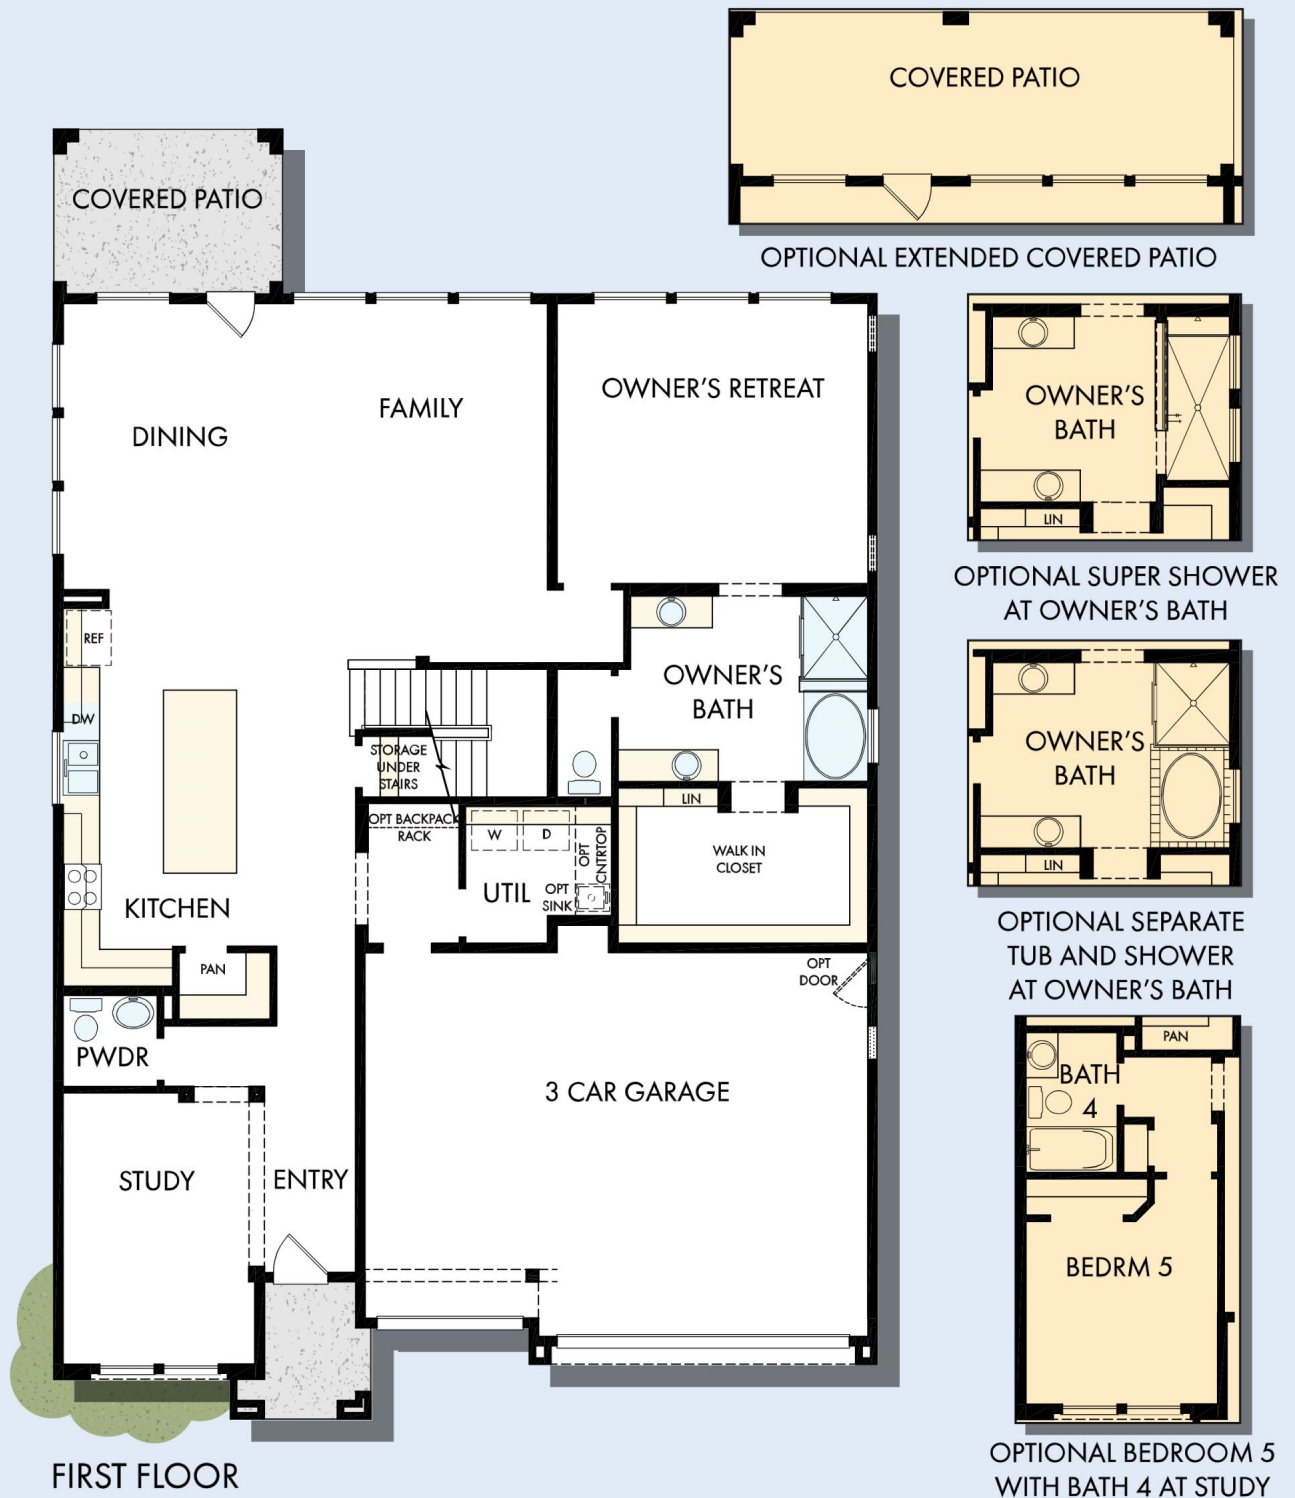 COVERED PATIO
OPTIONAL EXTENDED COVERED PATIO
COVERED PATIO
DINING
FAMILY
OWNER'S RETREAT
REF
DW
KITCHEN
PAN
STORAGE
UNDER
STAIRS
OPT BACKPACK
RACK
W
D
UTIL
OPT
SINK
OPT
CNTRTOP
OWNER'S
BATH
LIN
WALK IN
CLOSET
OPT
DOOR
PWDR
STUDY
ENTRY
3 CAR GARAGE
FIRST FLOOR
OWNER'S
BATH
LIN
OPTIONAL SUPER SHOWER
AT OWNER'S BATH
OWNER'S
BATH
LIN
OPTIONAL SEPARATE
TUB AND SHOWER
AT OWNER'S BATH
PAN
BATH
4
BEDRM 5
OPTIONAL BEDROOM 5
WITH BATH 4 AT STUDY